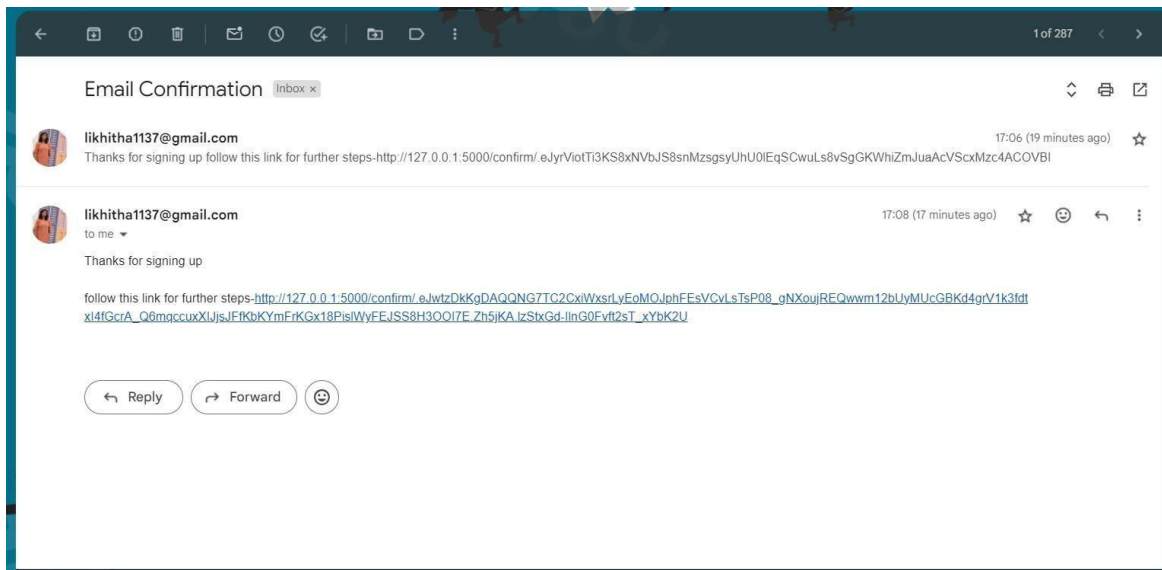 1 of 287
Email Confirmation Inbox ×
likhitha1137@gmail.com 17:06 (19 minutes ago)
Thanks for signing up follow this link for further steps-http://127.0.0.1:5000/confirm/.eJyrViotTi3KS8xNVbJS8snMzsgsyUhU0lEqSCwuLs8vSgGKWhiZmJuaAcVScxMzc4ACOVBI
likhitha1137@gmail.com 17:08 (17 minutes ago)
to me
Thanks for signing up
follow this link for further steps-http://127.0.0.1:5000/confirm/.eJwtzDkKgDAQQNG7TC2CxiWxsrLyEoMOJphFEsVCvLsTsP08_gNXoujREQwwm12bUyMUcGBKd4grV1k3fdt
xI4fGcrA_Q6mqccuxXlJjsJFfKbKYmFrKGx18PislWyFEJSS8H3OOI7E.Zh5jKA.lzStxGd-IlnG0Fvft2sT_xYbK2U
Reply Forward